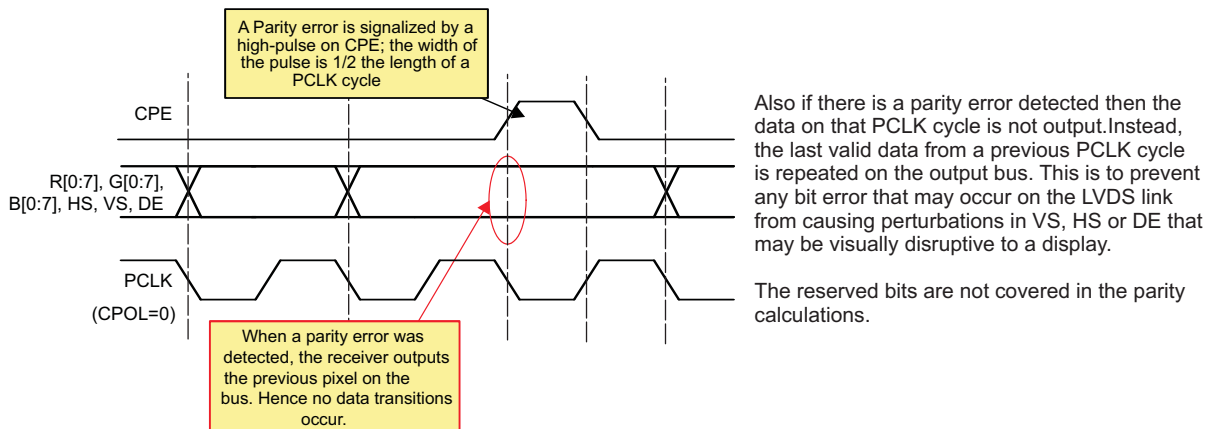 A Parity error is signalized by a
high-pulse on CPE; the width of
the pulse is 1/2 the length of a
PCLK cycle
CPE
R[0:7], G[0:7],
B[0:7], HS, VS, DE
PCLK
(CPOL=0)
When a parity error was
detected, the receiver outputs
the previous pixel on the
bus. Hence no data transitions
occur.
Also if there is a parity error detected then the
data on that PCLK cycle is not output.Instead,
the last valid data from a previous PCLK cycle
is repeated on the output bus. This is to prevent
any bit error that may occur on the LVDS link
from causing perturbations in VS, HS or DE that
may be visually disruptive to a display.
The reserved bits are not covered in the parity
calculations.